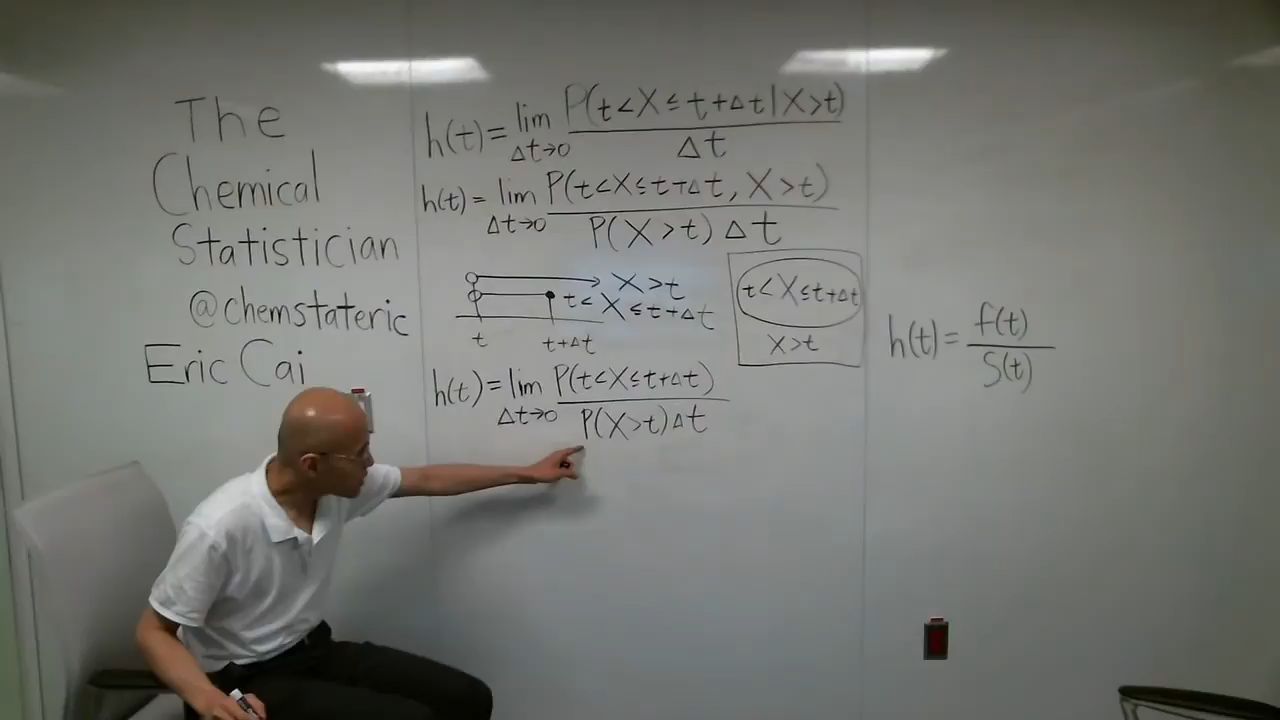 The
Chemical
Statistician
@chemstateric
Eric Cai
h(t) = lim P(t<X≤t+Δt|X>t)
Δt→0 Δt
h(t) = lim P(t<X≤t+Δt, X>t)
Δt→0 P(X>t) Δt
X>t
t< X≤t+Δt
t t+Δt
t<X≤t+Δt
X>t
h(t) = lim P(t<X≤t+Δt)
Δt→0 P(X>t)Δt
h(t) = f(t)
S(t)